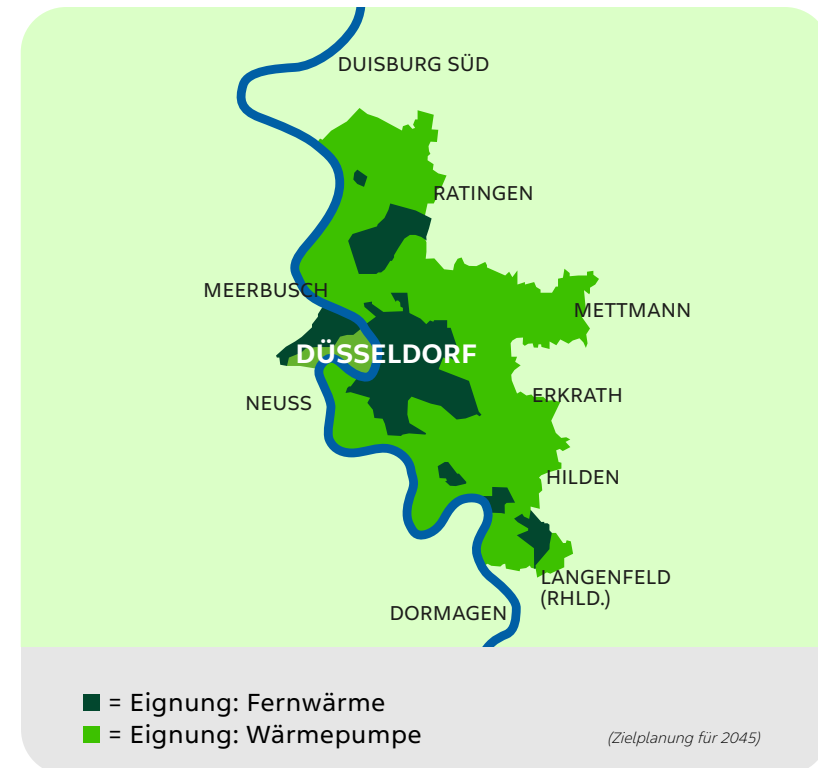 DUISBURG SÜD
RATINGEN
MEERBUSCH
METTMANN
DÜSSELDORF
ERKRATH
NEUSS
HILDEN
LANGENFELD
(RHLD.)
DORMAGEN
= Eignung: Fernwärme
= Eignung: Wärmepumpe
(Zielplanung für 2045)